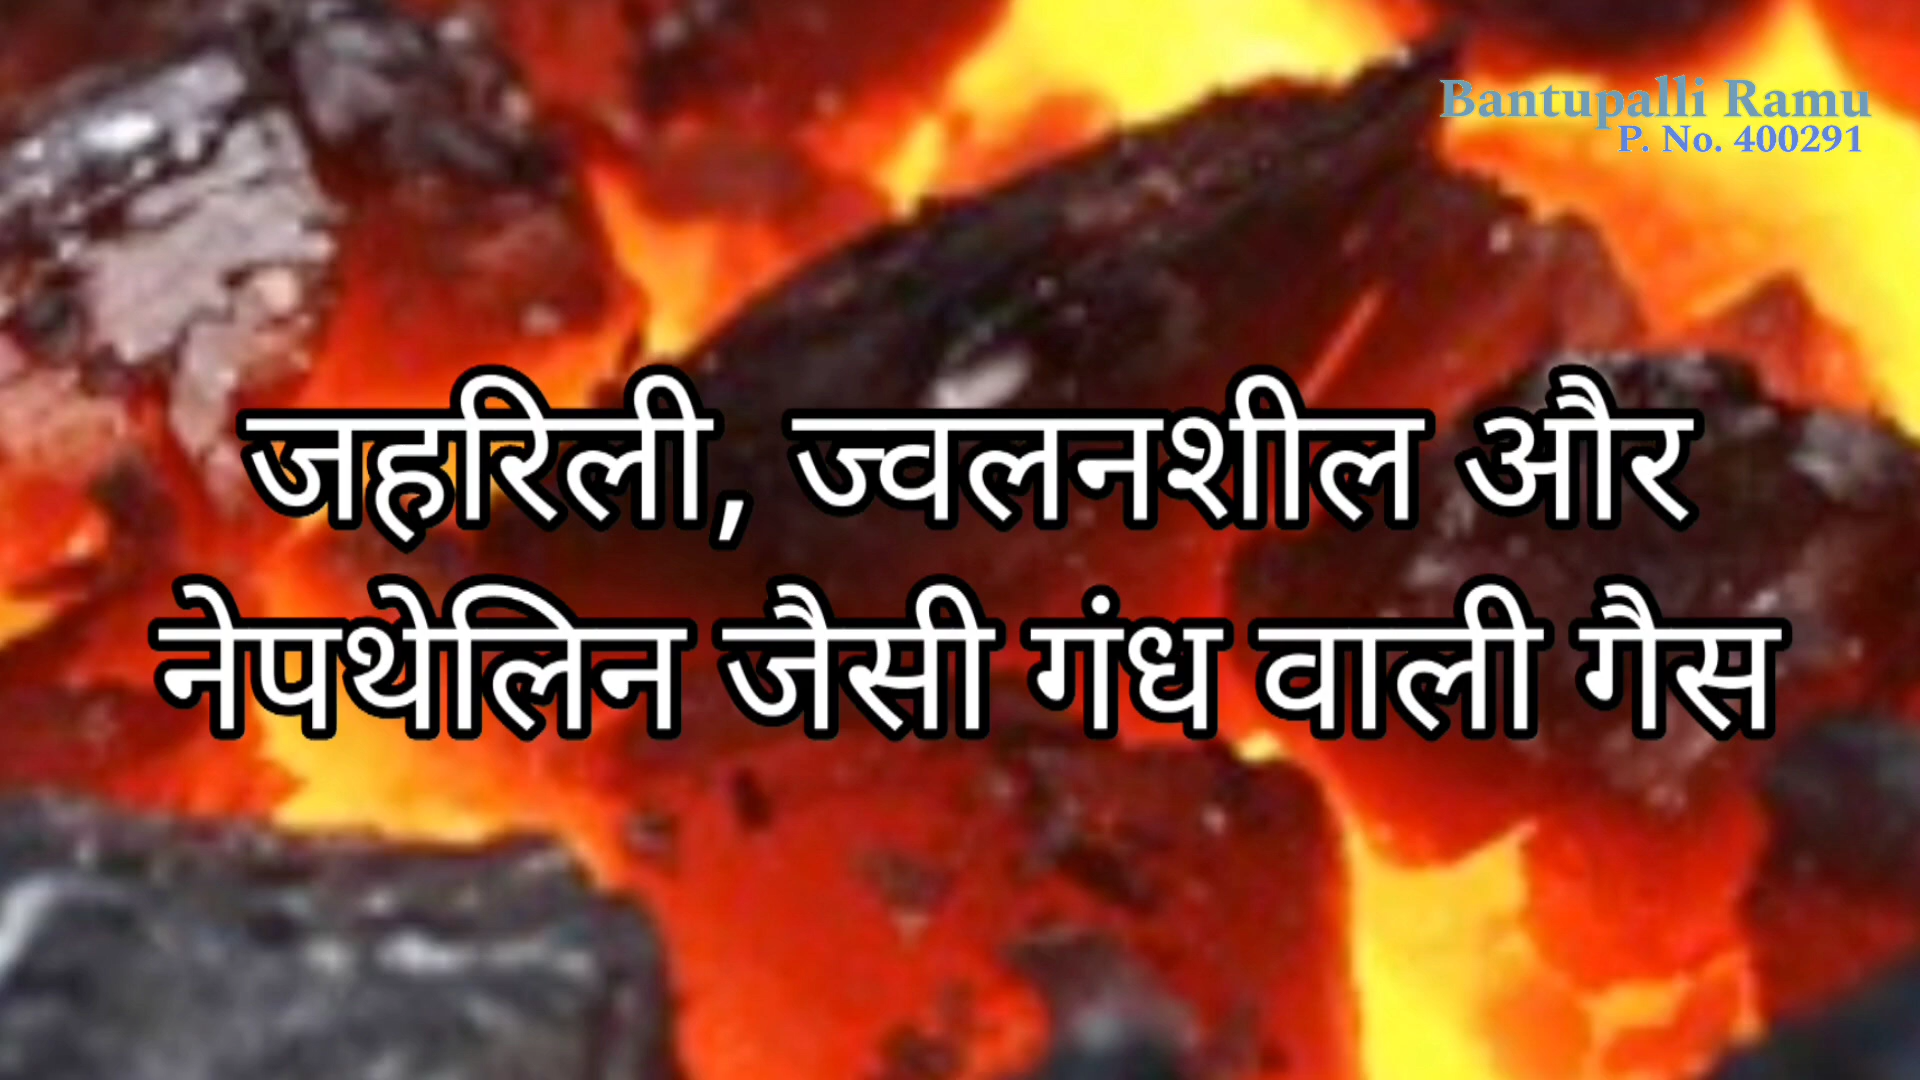 Bantupalli Ramu
P. No. 400291
जहरिली, ज्वलनशील और
नेपथेलिन जैसी गंध वाली गैस